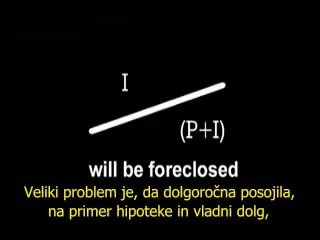 I
(P+I)
will be foreclosed
Veliki problem je, da dolgoročna posojila,
na primer hipoteke in vladni dolg,